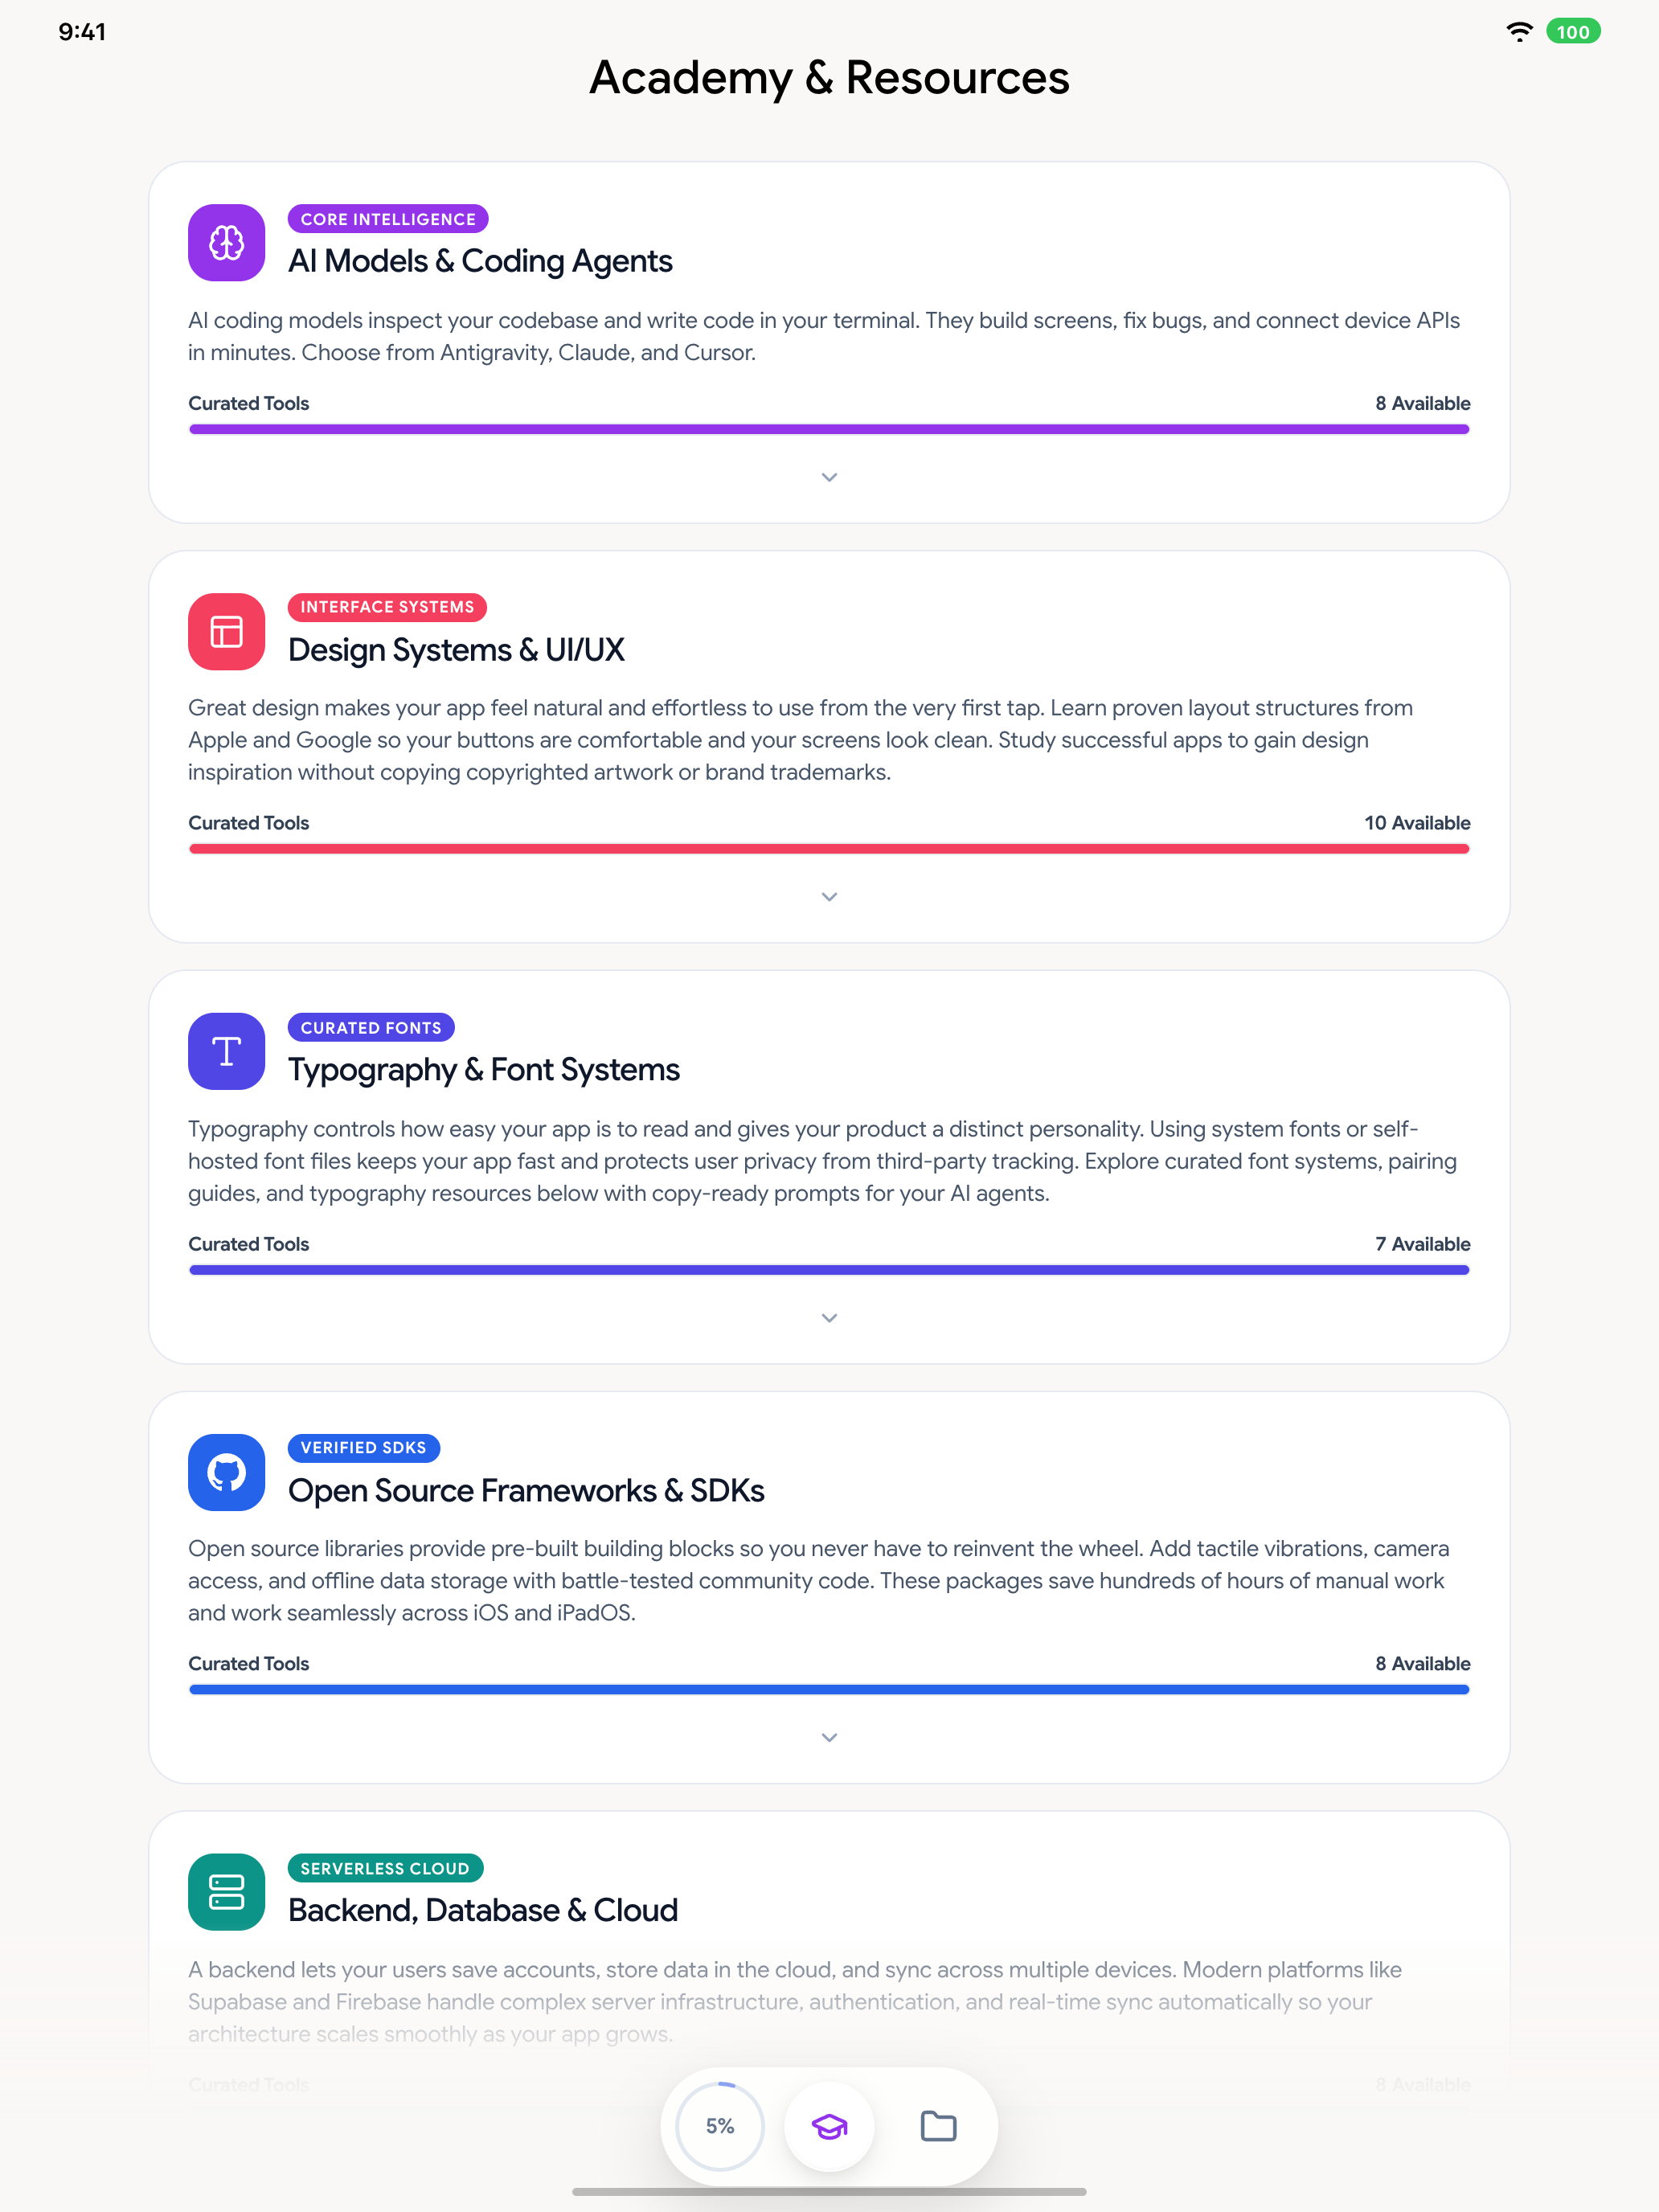 9:41
100
Academy & Resources
CORE INTELLIGENCE
AI Models & Coding Agents
AI coding models inspect your codebase and write code in your terminal. They build screens, fix bugs, and connect device APIs
in minutes. Choose from Antigravity, Claude, and Cursor.
Curated Tools
8 Available
INTERFACE SYSTEMS
Design Systems & UI/UX
Great design makes your app feel natural and effortless to use from the very first tap. Learn proven layout structures from
Apple and Google so your buttons are comfortable and your screens look clean. Study successful apps to gain design
inspiration without copying copyrighted artwork or brand trademarks.
Curated Tools
10 Available
CURATED FONTS
Typography & Font Systems
Typography controls how easy your app is to read and gives your product a distinct personality. Using system fonts or self-
hosted font files keeps your app fast and protects user privacy from third-party tracking. Explore curated font systems, pairing
guides, and typography resources below with copy-ready prompts for your AI agents.
Curated Tools
7 Available
VERIFIED SDKS
Open Source Frameworks & SDKs
Open source libraries provide pre-built building blocks so you never have to reinvent the wheel. Add tactile vibrations, camera
access, and offline data storage with battle-tested community code. These packages save hundreds of hours of manual work
and work seamlessly across iOS and iPadOS.
Curated Tools
8 Available
SERVERLESS CLOUD
Backend, Database & Cloud
A backend lets your users save accounts, store data in the cloud, and sync across multiple devices. Modern platforms like
Supabase and Firebase handle complex server infrastructure, authentication, and real-time sync automatically so your
architecture scales smoothly as your app grows.
Curated Tools
8 Available
5%